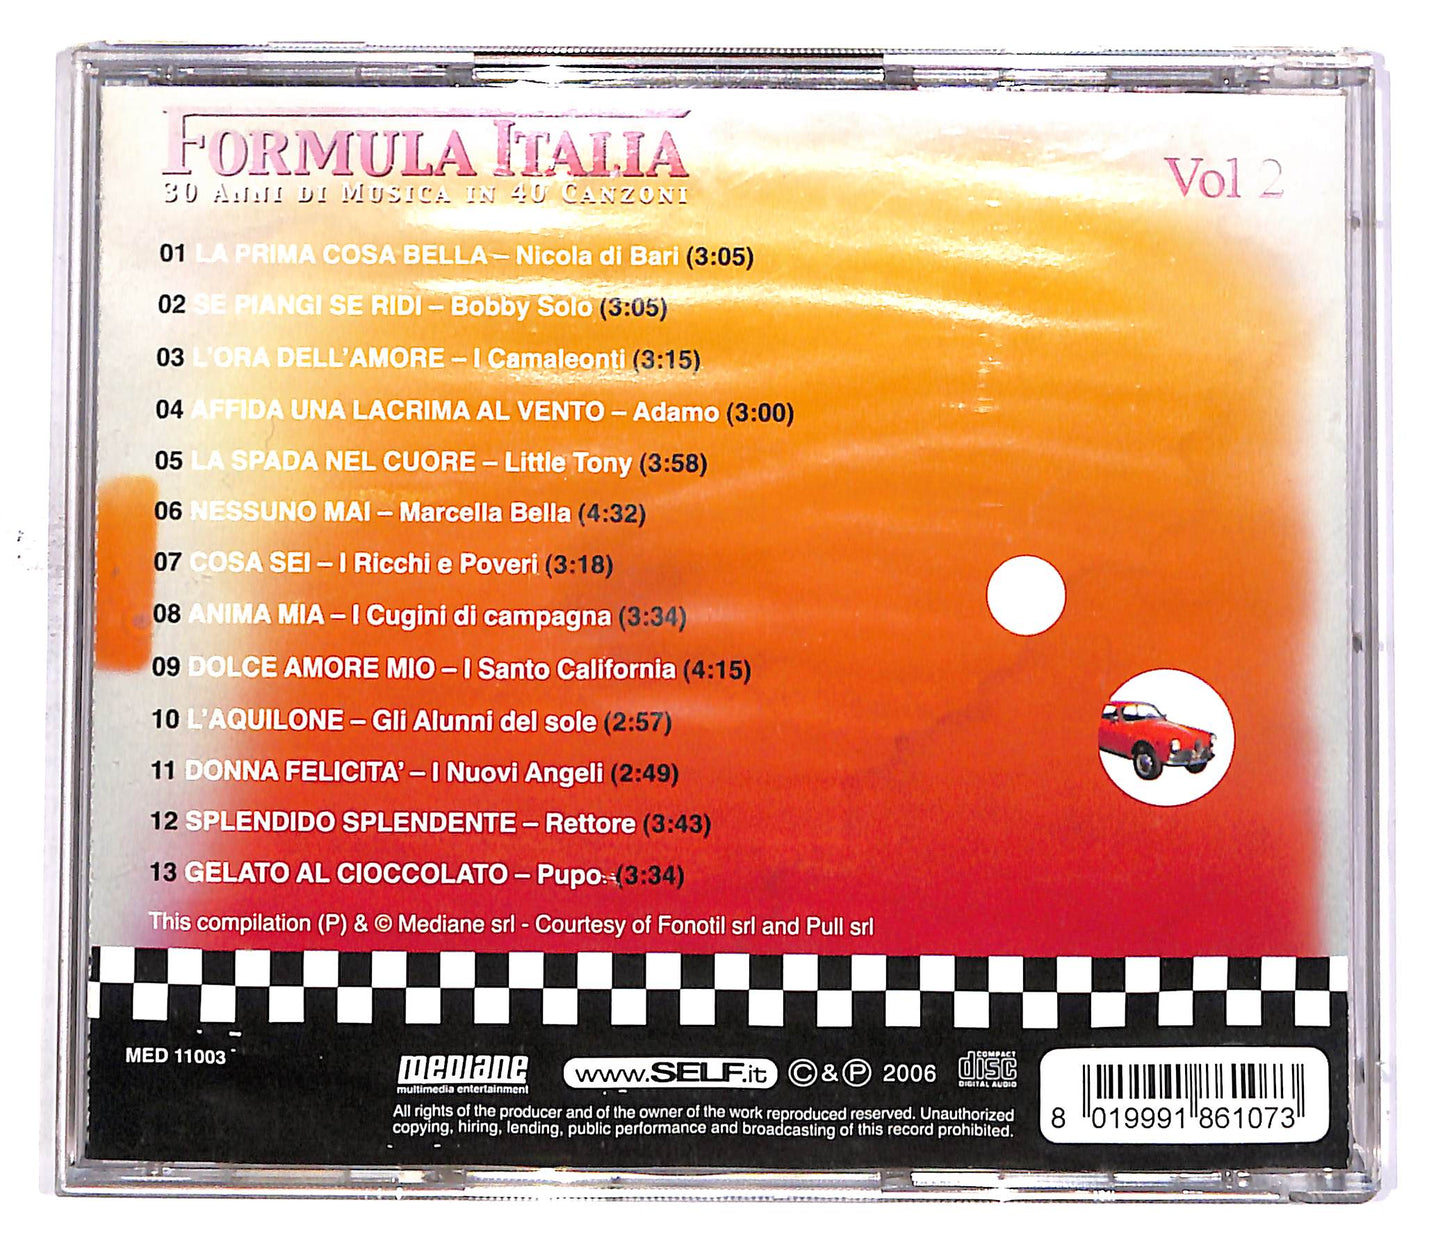 FORMULA ITALIA
30 ANNI DI MUSICA IN 40 CANZONI
Vol 2
01 LA PRIMA COSA BELLA – Nicola di Bari (3:05)
02 SE PIANGI SE RIDI – Bobby Solo (3:05)
03 L'ORA DELL'AMORE – I Camaleonti (3:15)
04 AFFIDA UNA LACRIMA AL VENTO – Adamo (3:00)
05 LA SPADA NEL CUORE – Little Tony (3:58)
06 NESSUNO MAI – Marcella Bella (4:32)
07 COSA SEI – I Ricchi e Poveri (3:18)
08 ANIMA MIA – I Cugini di campagna (3:34)
09 DOLCE AMORE MIO – I Santo California (4:15)
10 L'AQUILONE – Gli Alunni del sole (2:57)
11 DONNA FELICITA' – I Nuovi Angeli (2:49)
12 SPLENDIDO SPLENDENTE – Rettore (3:43)
13 GELATO AL CIOCCOLATO – Pupo (3:34)
This compilation (P) & © Mediane srl - Courtesy of Fonotil srl and Pull srl
MED 11003
mediane
multimedia entertainment
www.SELF.it
© & ℗ 2006
COMPACT
disc
DIGITAL AUDIO
All rights of the producer and of the owner of the work reproduced reserved. Unauthorized
copying, hiring, lending, public performance and broadcasting of this record prohibited.
8 019991 861073